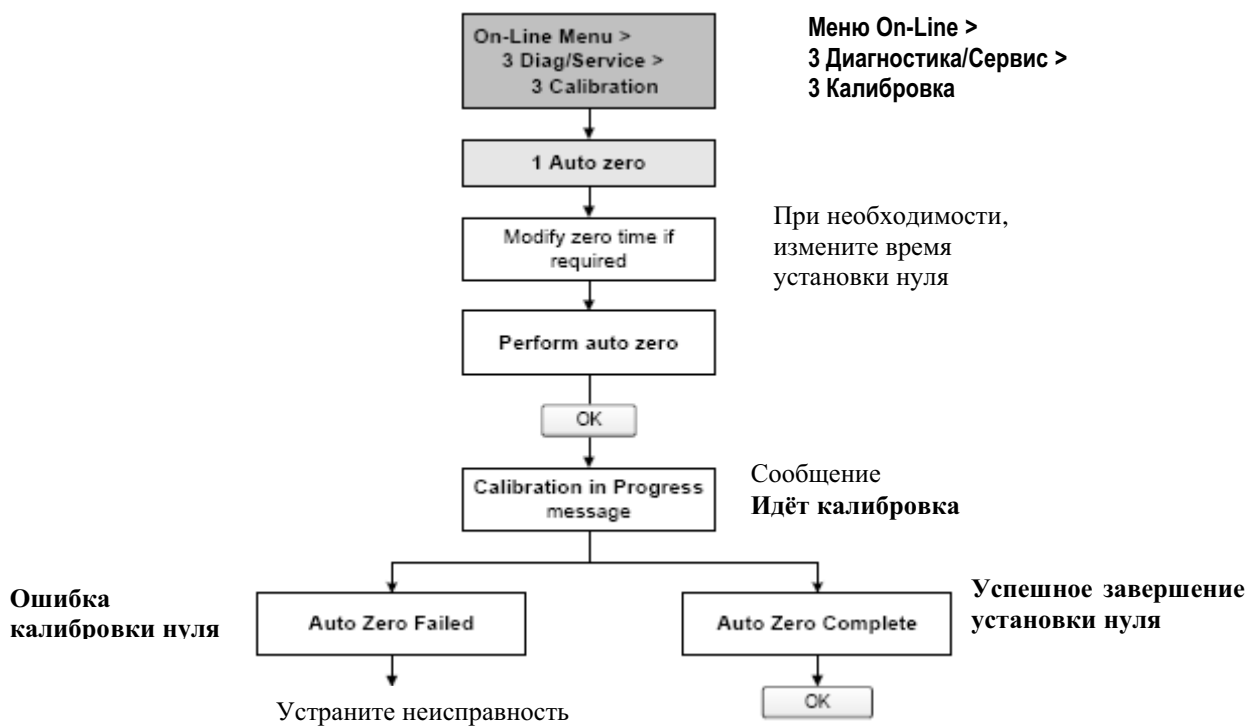 On-Line Menu >
3 Diag/Service >
3 Calibration
Меню On-Line >
3 Диагностика/Сервис >
3 Калибровка
1 Auto zero
Modify zero time if
required
При необходимости,
измените время
установки нуля
Perform auto zero
OK
Calibration in Progress
message
Сообщение
Идёт калибровка
Ошибка
калибровки нуля
Auto Zero Failed
Auto Zero Complete
Успешное завершение
установки нуля
Устраните неисправность
OK